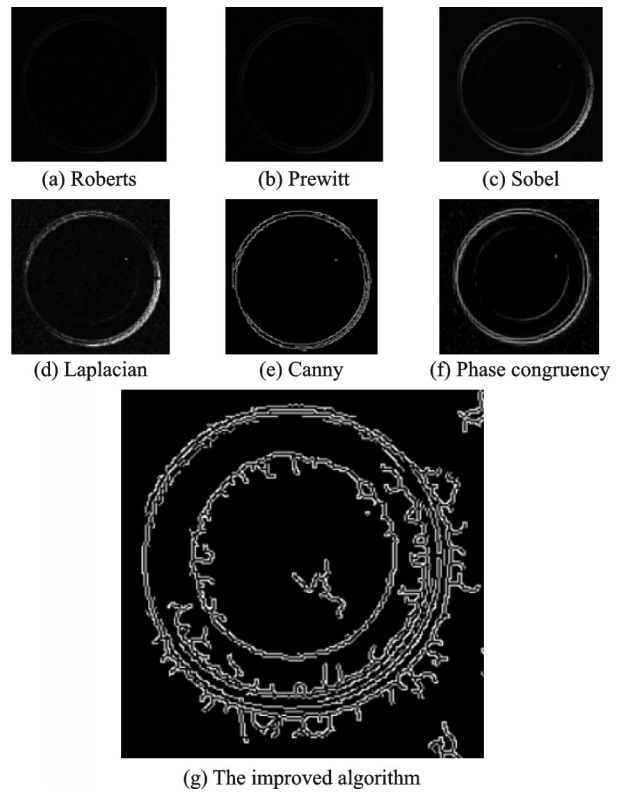 (a) Roberts
(b) Prewitt
(c) Sobel
(d) Laplacian
(e) Canny
(f) Phase congruency
(g) The improved algorithm